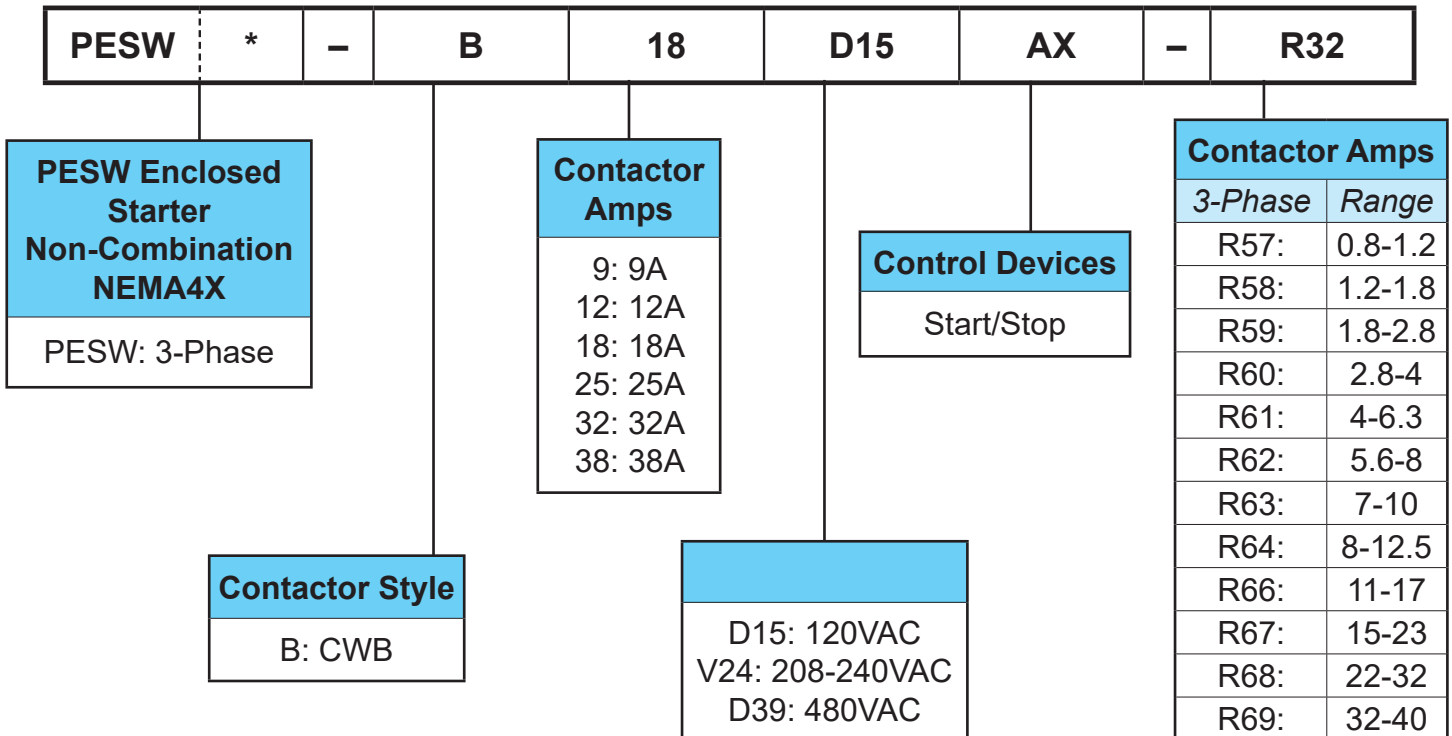 PESW * – B 18 D15 AX – R32
PESW Enclosed
Starter
Non-Combination
NEMA4X
PESW: 3-Phase
Contactor Style
B: CWB
Contactor
Amps
9: 9A
12: 12A
18: 18A
25: 25A
32: 32A
38: 38A
D15: 120VAC
V24: 208-240VAC
D39: 480VAC
Control Devices
Start/Stop
Contactor Amps
3-Phase Range
R57: 0.8-1.2
R58: 1.2-1.8
R59: 1.8-2.8
R60: 2.8-4
R61: 4-6.3
R62: 5.6-8
R63: 7-10
R64: 8-12.5
R66: 11-17
R67: 15-23
R68: 22-32
R69: 32-40